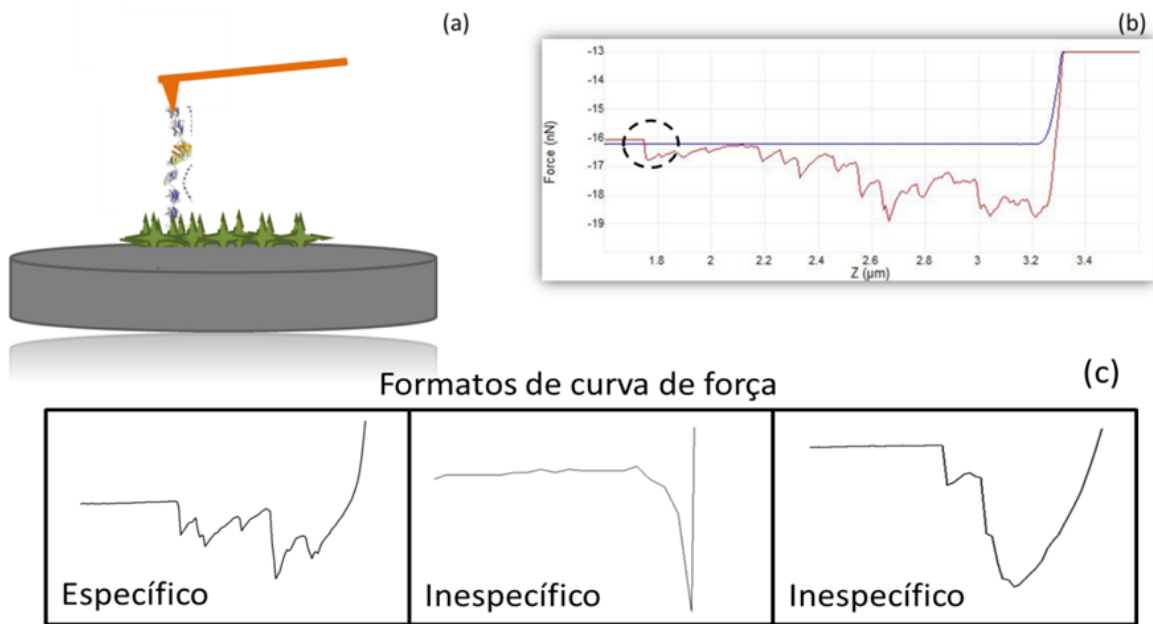 (a)
(b)
-13
-14
-15
-16
-17
-18
-19
Force (nN)
1.8
2
2.2
2.4
2.6
2.8
3
3.2
3.4
Z (µm)
Formatos de curva de força
(c)
Específico
Inespecífico
Inespecífico